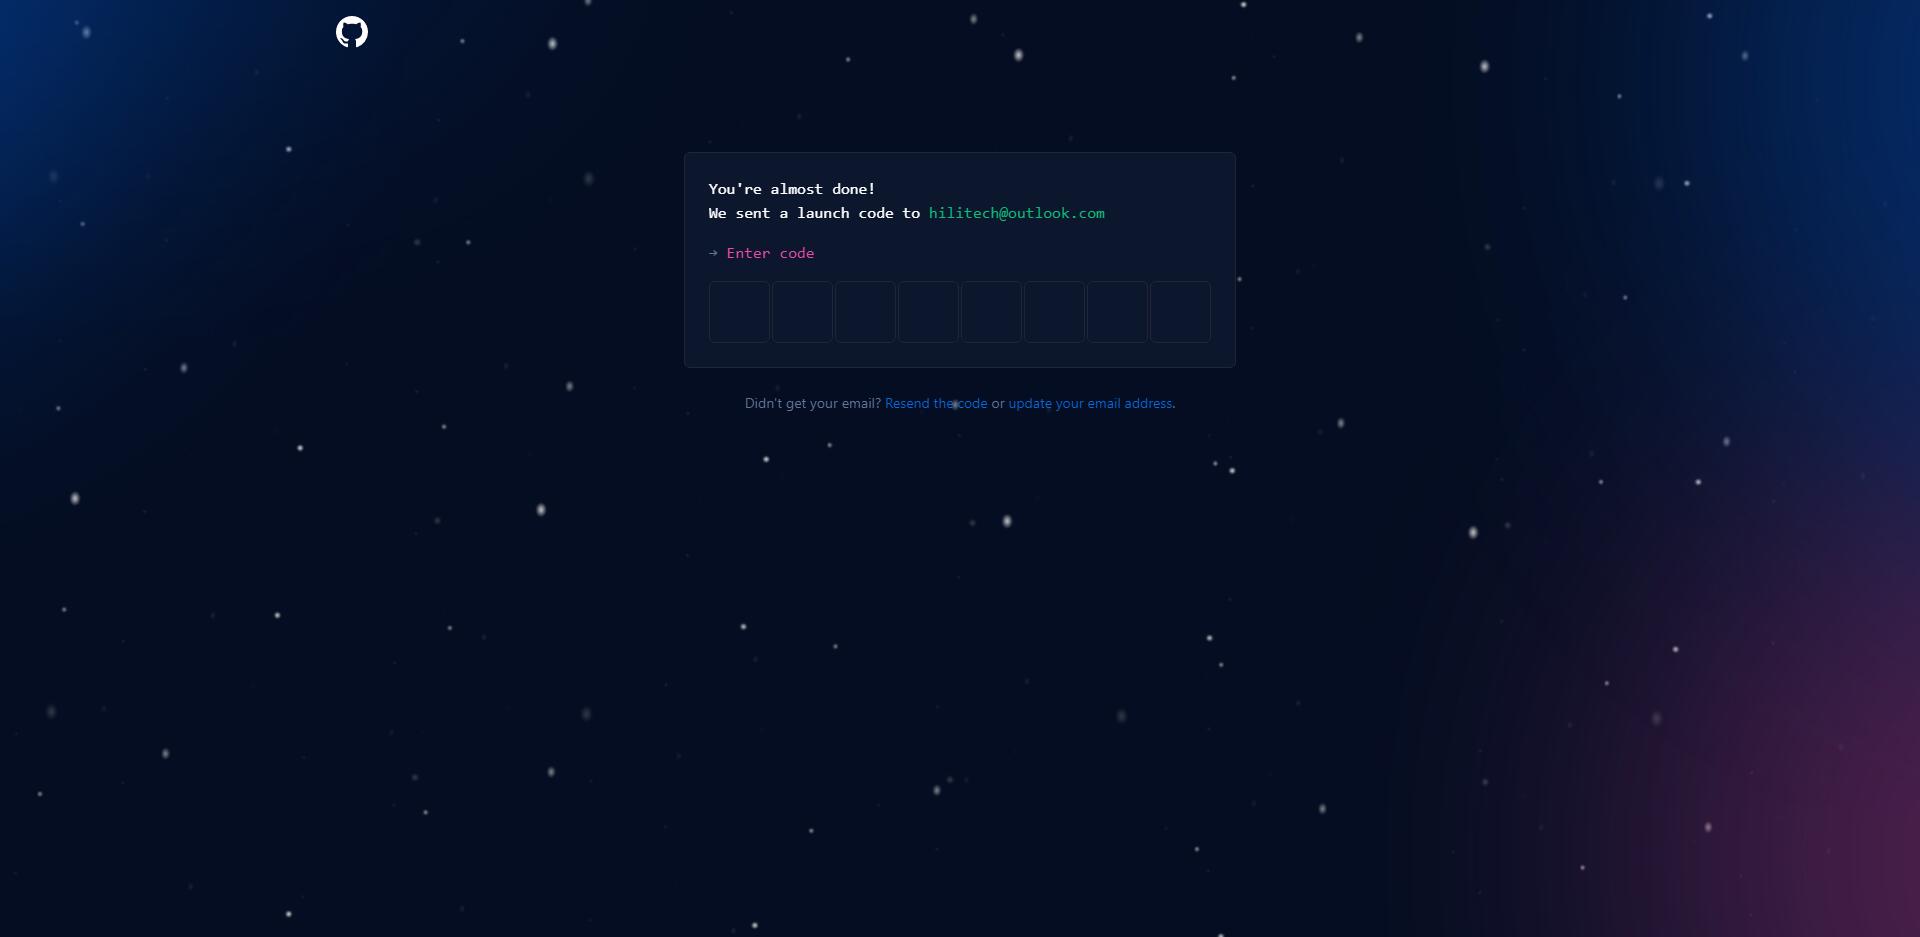 You're almost done!
We sent a launch code to hilitech@outlook.com
→ Enter code
Didn't get your email? Resend the code or update your email address.